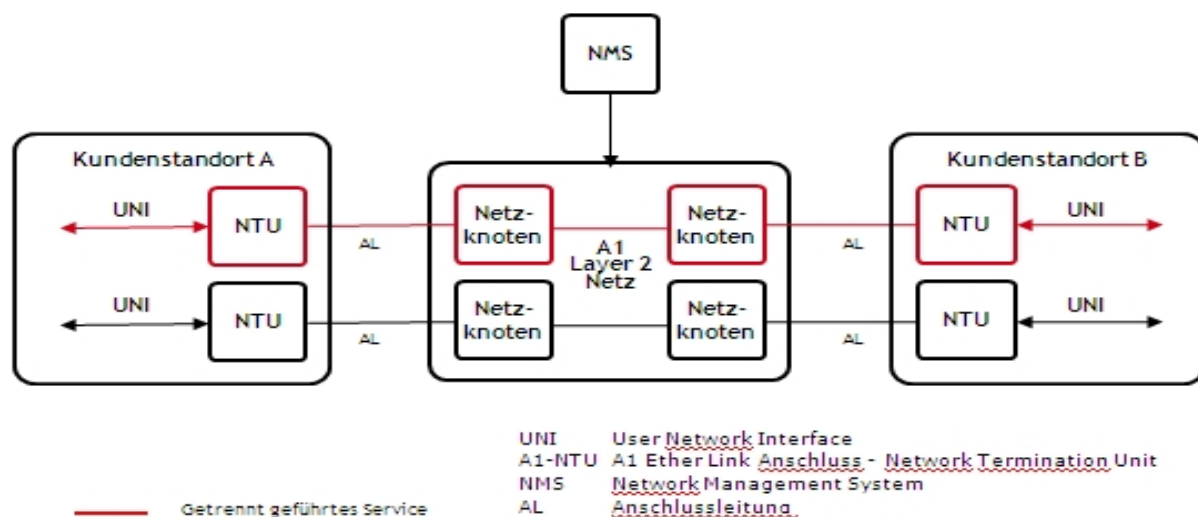 NMS
Kundenstandort A
Kundenstandort B
UNI
NTU
AL
Netz-
knoten
Netz-
knoten
AL
NTU
UNI
A1
Layer 2
Netz
UNI
NTU
AL
Netz-
knoten
Netz-
knoten
AL
NTU
UNI
UNI User Network Interface
A1-NTU A1 Ether Link Anschluss - Network Termination Unit
NMS Network Management System
AL Anschlussleitung
Getrennt geführtes Service